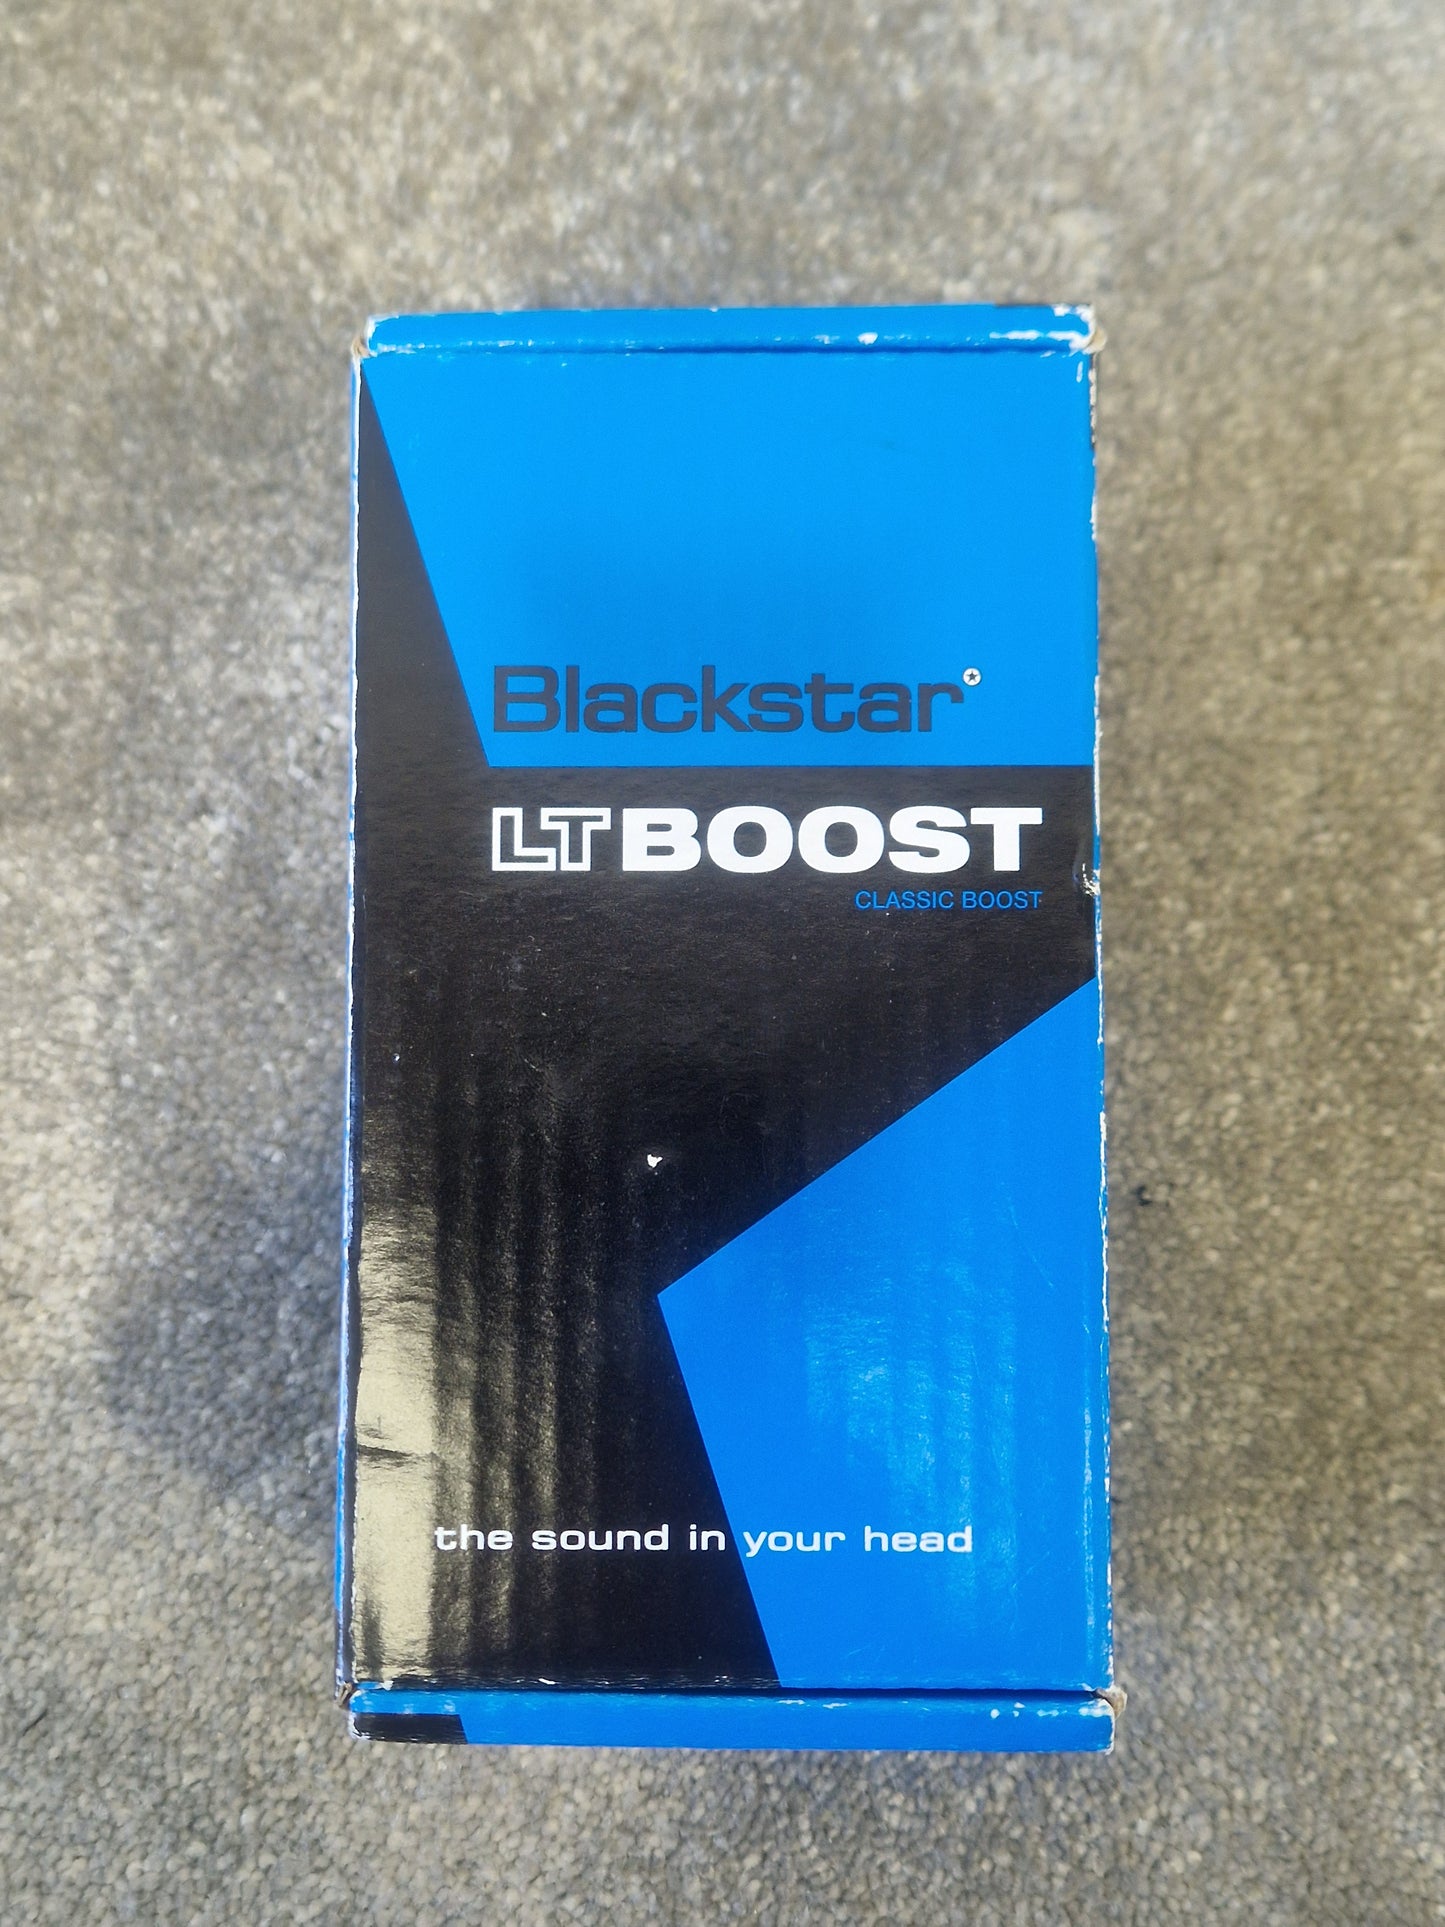 Blackstar
LT BOOST
CLASSIC BOOST
the sound in your head